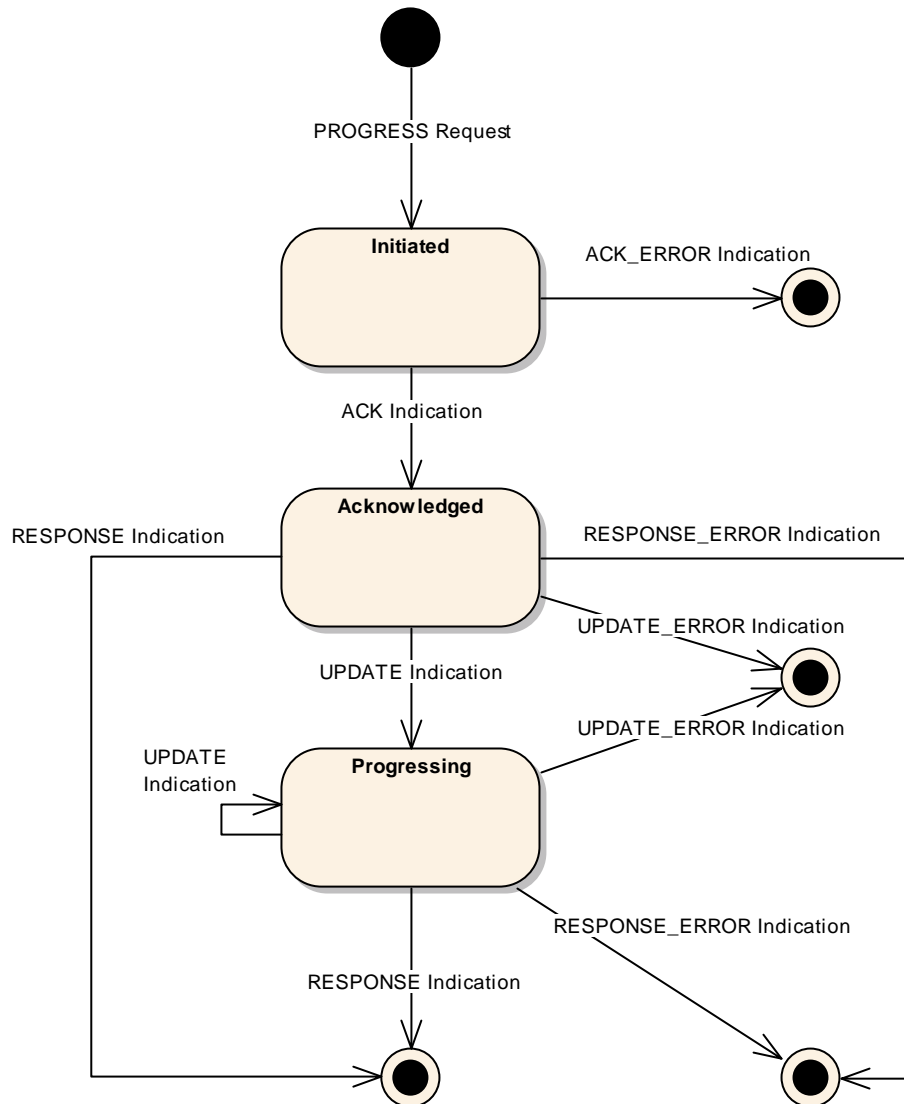 PROGRESS Request
Initiated
ACK_ERROR Indication
ACK Indication
Acknowledged
RESPONSE Indication
RESPONSE_ERROR Indication
UPDATE_ERROR Indication
UPDATE Indication
UPDATE_ERROR Indication
UPDATE
Indication
Progressing
RESPONSE_ERROR Indication
RESPONSE Indication